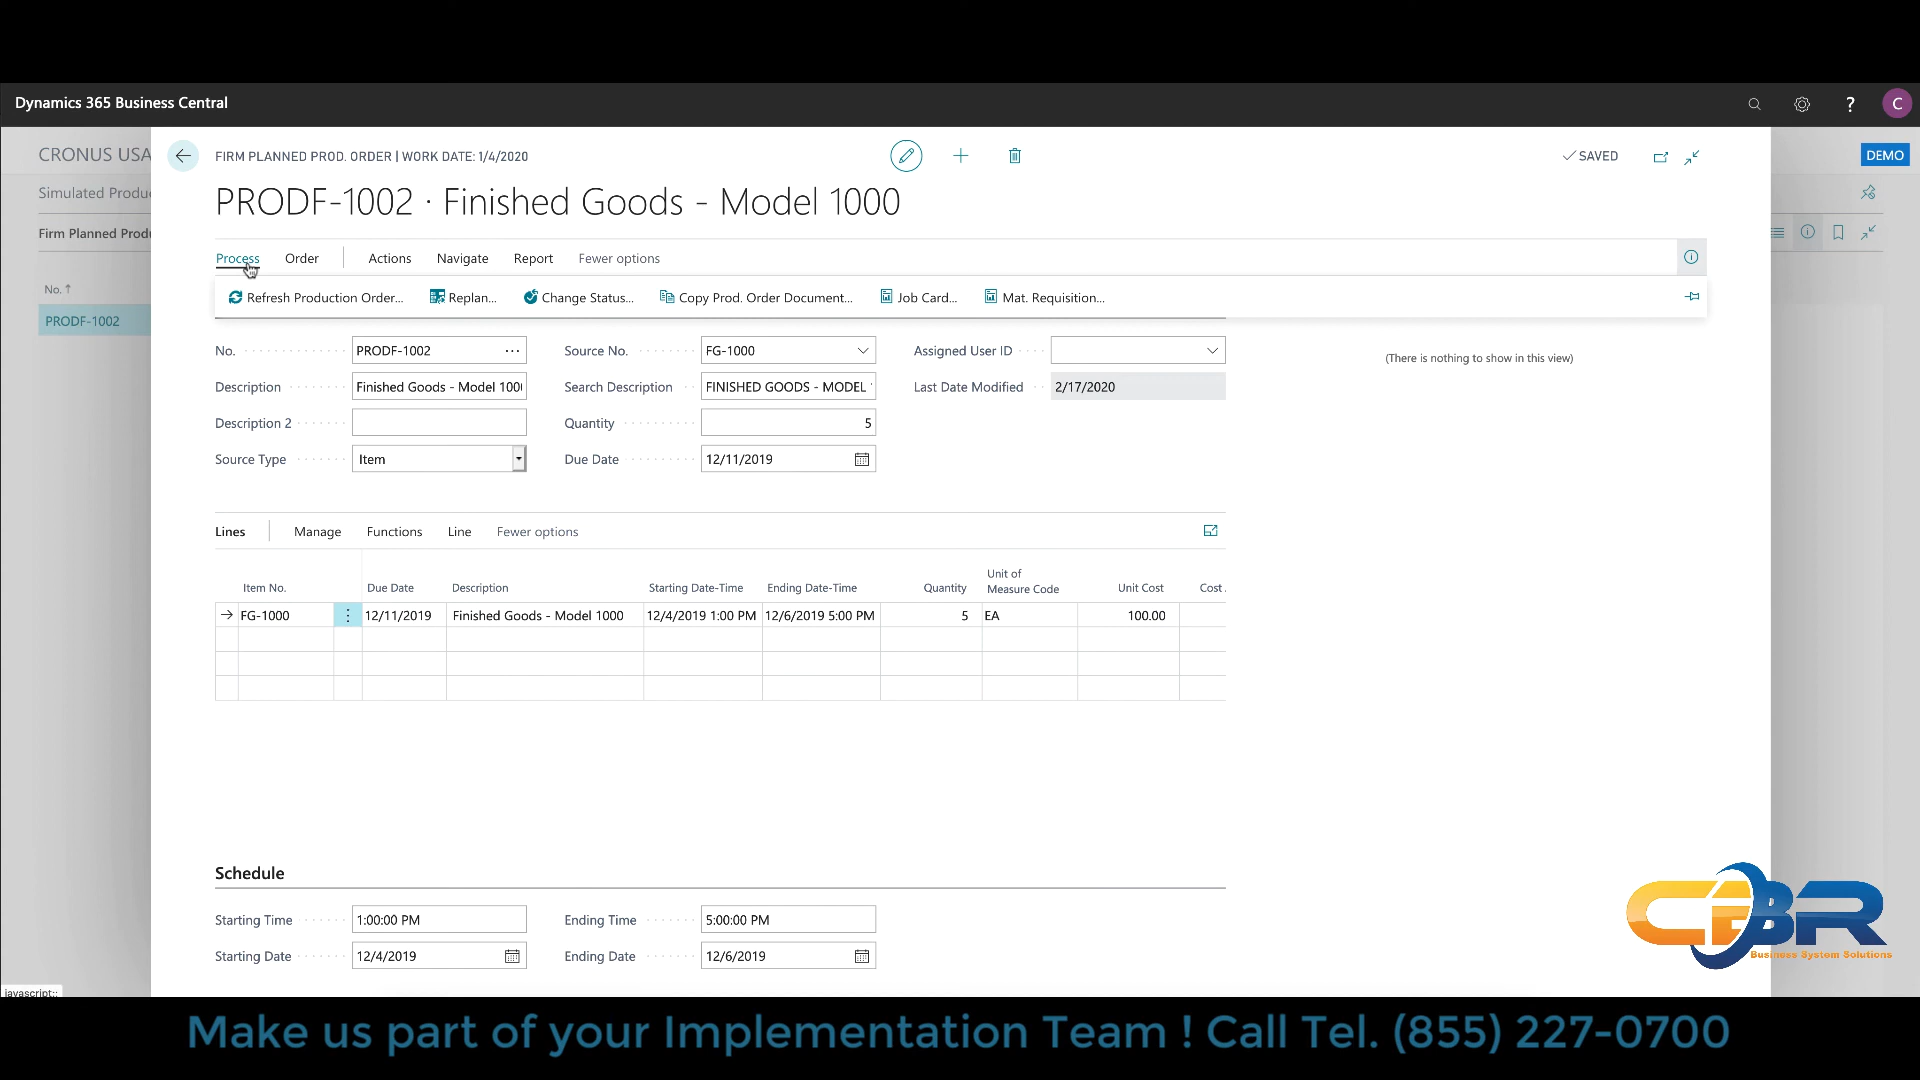 Dynamics 365 Business Central
?
C
CRONUS USA
DEMO
Simulated Produ
Firm Planned Produ
No. ↑
PRODF-1002
FIRM PLANNED PROD. ORDER | WORK DATE: 1/4/2020
✓ SAVED
PRODF-1002 · Finished Goods - Model 1000
Process Order Actions Navigate Report Fewer options
Refresh Production Order... Replan... Change Status... Copy Prod. Order Document... Job Card... Mat. Requisition...
No. PRODF-1002 ... Source No. FG-1000 Assigned User ID
(There is nothing to show in this view)
Description Finished Goods - Model 100 Search Description FINISHED GOODS - MODEL Last Date Modified 2/17/2020
Description 2 Quantity 5
Source Type Item Due Date 12/11/2019
Lines Manage Functions Line Fewer options
Item No. Due Date Description Starting Date-Time Ending Date-Time Quantity Unit of Measure Code Unit Cost Cost
→ FG-1000 12/11/2019 Finished Goods - Model 1000 12/4/2019 1:00 PM 12/6/2019 5:00 PM 5 EA 100.00
Schedule
Starting Time 1:00:00 PM Ending Time 5:00:00 PM
Starting Date 12/4/2019 Ending Date 12/6/2019
Business System Solutions
javascript:;
Make us part of your Implementation Team ! Call Tel. (855) 227-0700